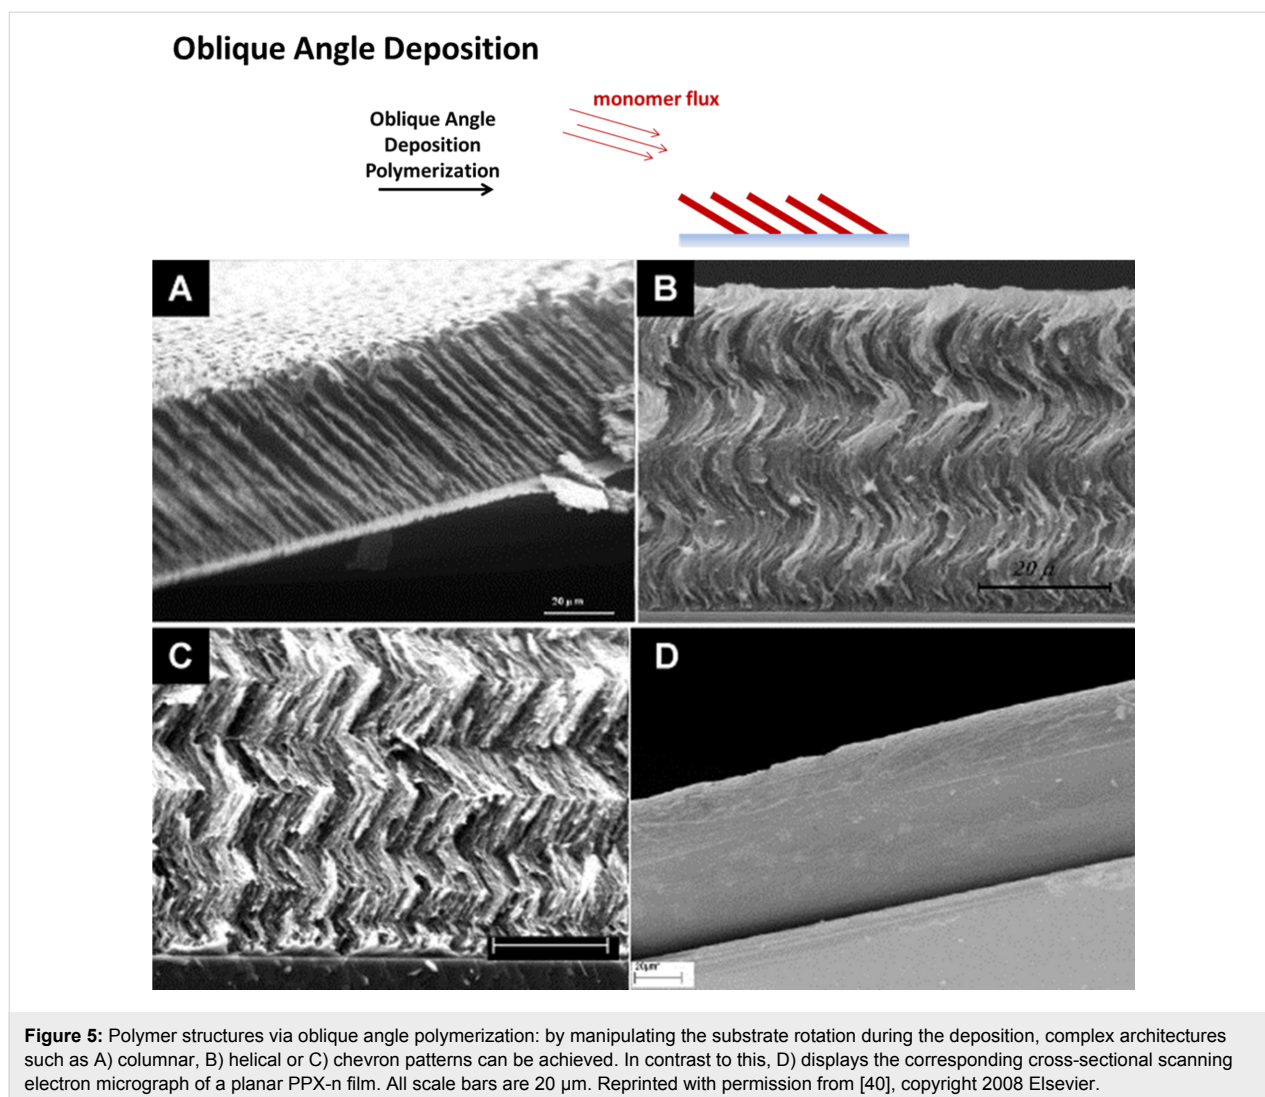 Oblique Angle Deposition
monomer flux
Oblique Angle
Deposition
Polymerization
A
B
20 µm
20 µ
C
D
20µm
Figure 5: Polymer structures via oblique angle polymerization: by manipulating the substrate rotation during the deposition, complex architectures
such as A) columnar, B) helical or C) chevron patterns can be achieved. In contrast to this, D) displays the corresponding cross-sectional scanning
electron micrograph of a planar PPX-n film. All scale bars are 20 µm. Reprinted with permission from [40], copyright 2008 Elsevier.